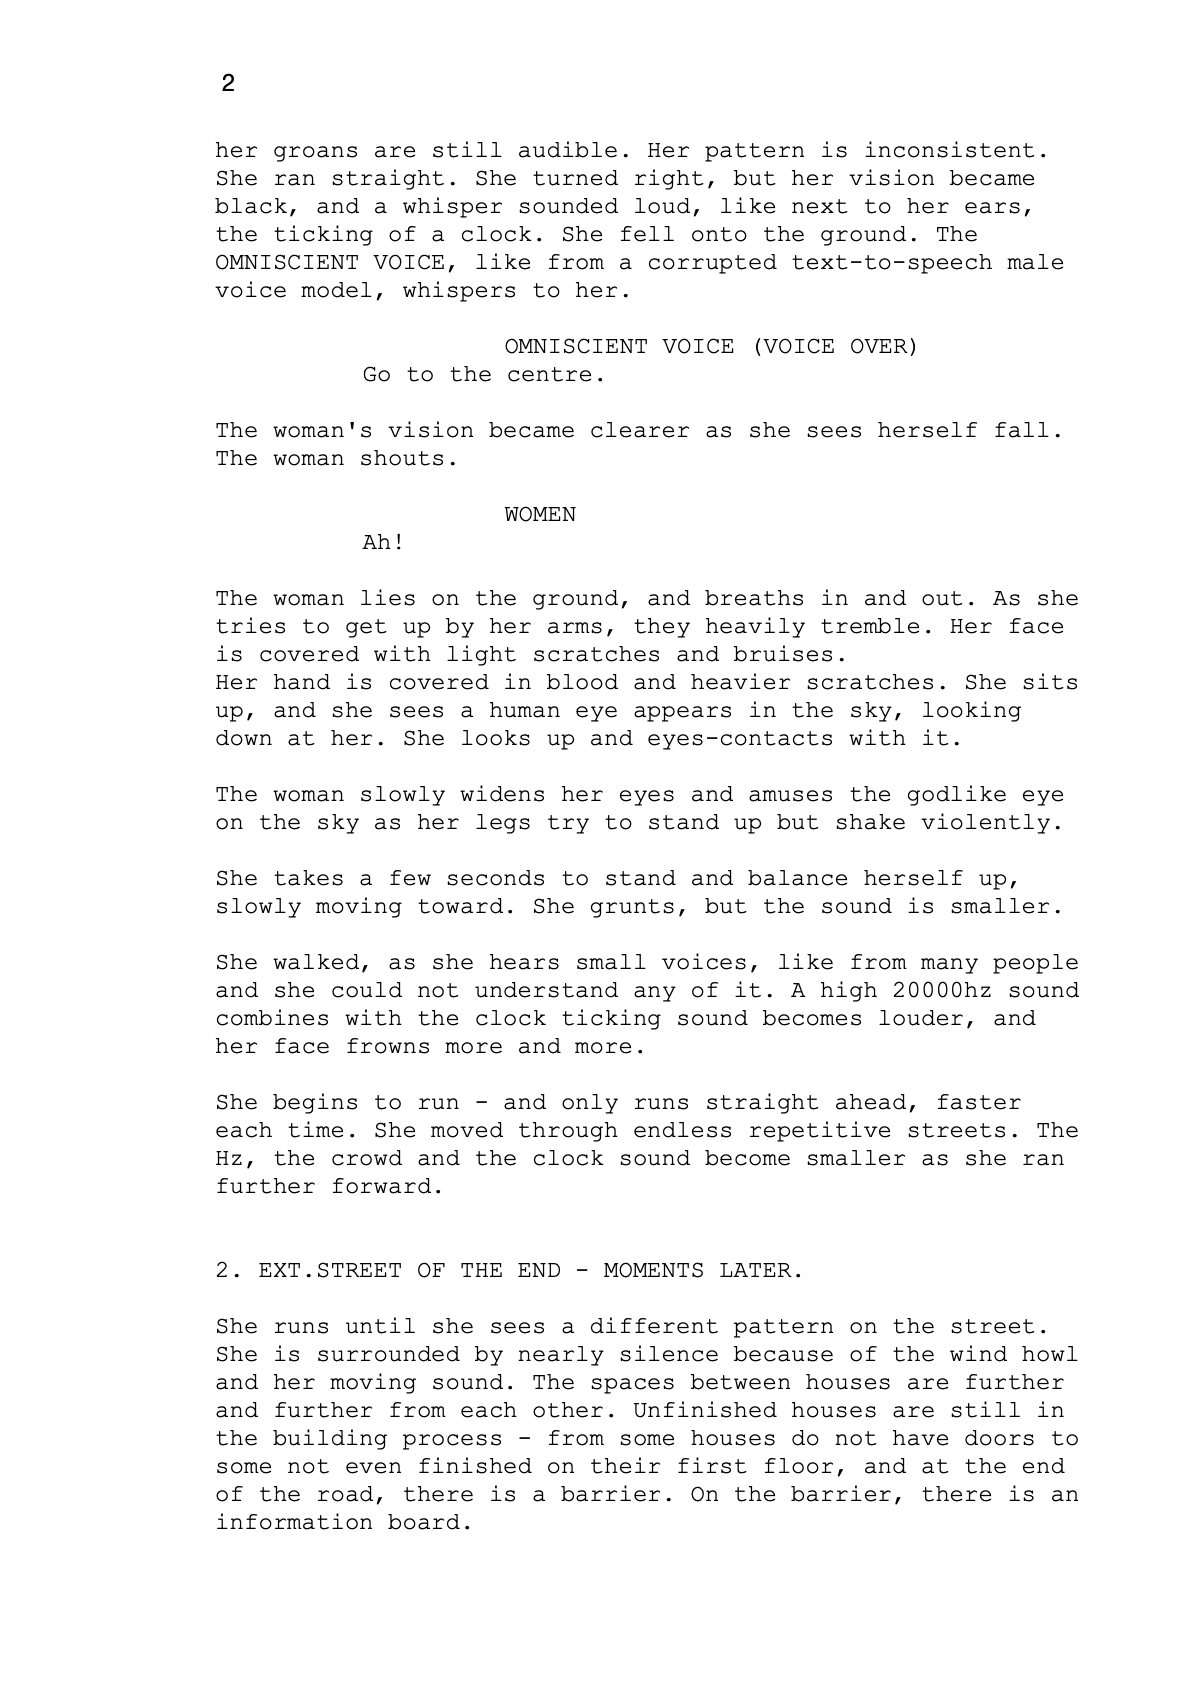 2
her groans are still audible. Her pattern is inconsistent.
She ran straight. She turned right, but her vision became
black, and a whisper sounded loud, like next to her ears,
the ticking of a clock. She fell onto the ground. The
OMNISCIENT VOICE, like from a corrupted text-to-speech male
voice model, whispers to her.
OMNISCIENT VOICE (VOICE OVER)
Go to the centre.
The woman's vision became clearer as she sees herself fall.
The woman shouts.
WOMEN
Ah!
The woman lies on the ground, and breaths in and out. As she
tries to get up by her arms, they heavily tremble. Her face
is covered with light scratches and bruises.
Her hand is covered in blood and heavier scratches. She sits
up, and she sees a human eye appears in the sky, looking
down at her. She looks up and eyes-contacts with it.
The woman slowly widens her eyes and amuses the godlike eye
on the sky as her legs try to stand up but shake violently.
She takes a few seconds to stand and balance herself up,
slowly moving toward. She grunts, but the sound is smaller.
She walked, as she hears small voices, like from many people
and she could not understand any of it. A high 20000hz sound
combines with the clock ticking sound becomes louder, and
her face frowns more and more.
She begins to run - and only runs straight ahead, faster
each time. She moved through endless repetitive streets. The
Hz, the crowd and the clock sound become smaller as she ran
further forward.
2. EXT.STREET OF THE END - MOMENTS LATER.
She runs until she sees a different pattern on the street.
She is surrounded by nearly silence because of the wind howl
and her moving sound. The spaces between houses are further
and further from each other. Unfinished houses are still in
the building process - from some houses do not have doors to
some not even finished on their first floor, and at the end
of the road, there is a barrier. On the barrier, there is an
information board.